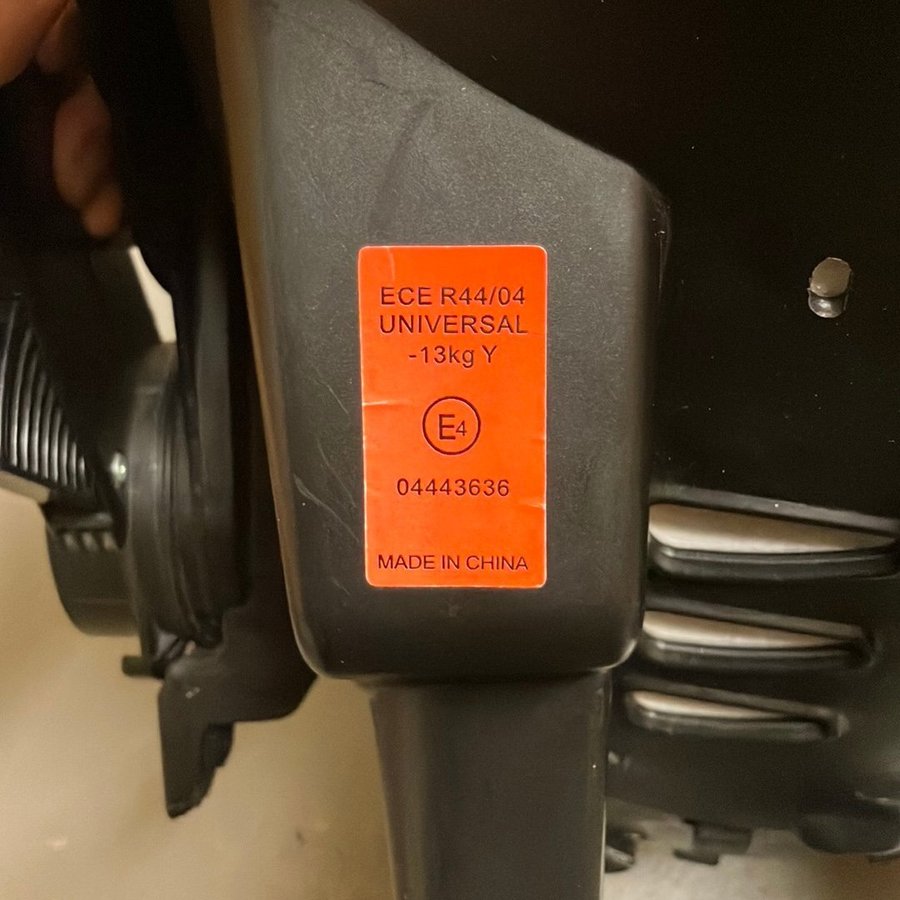 ECE R44/04
UNIVERSAL
-13kg Y
E4
04443636
MADE IN CHINA